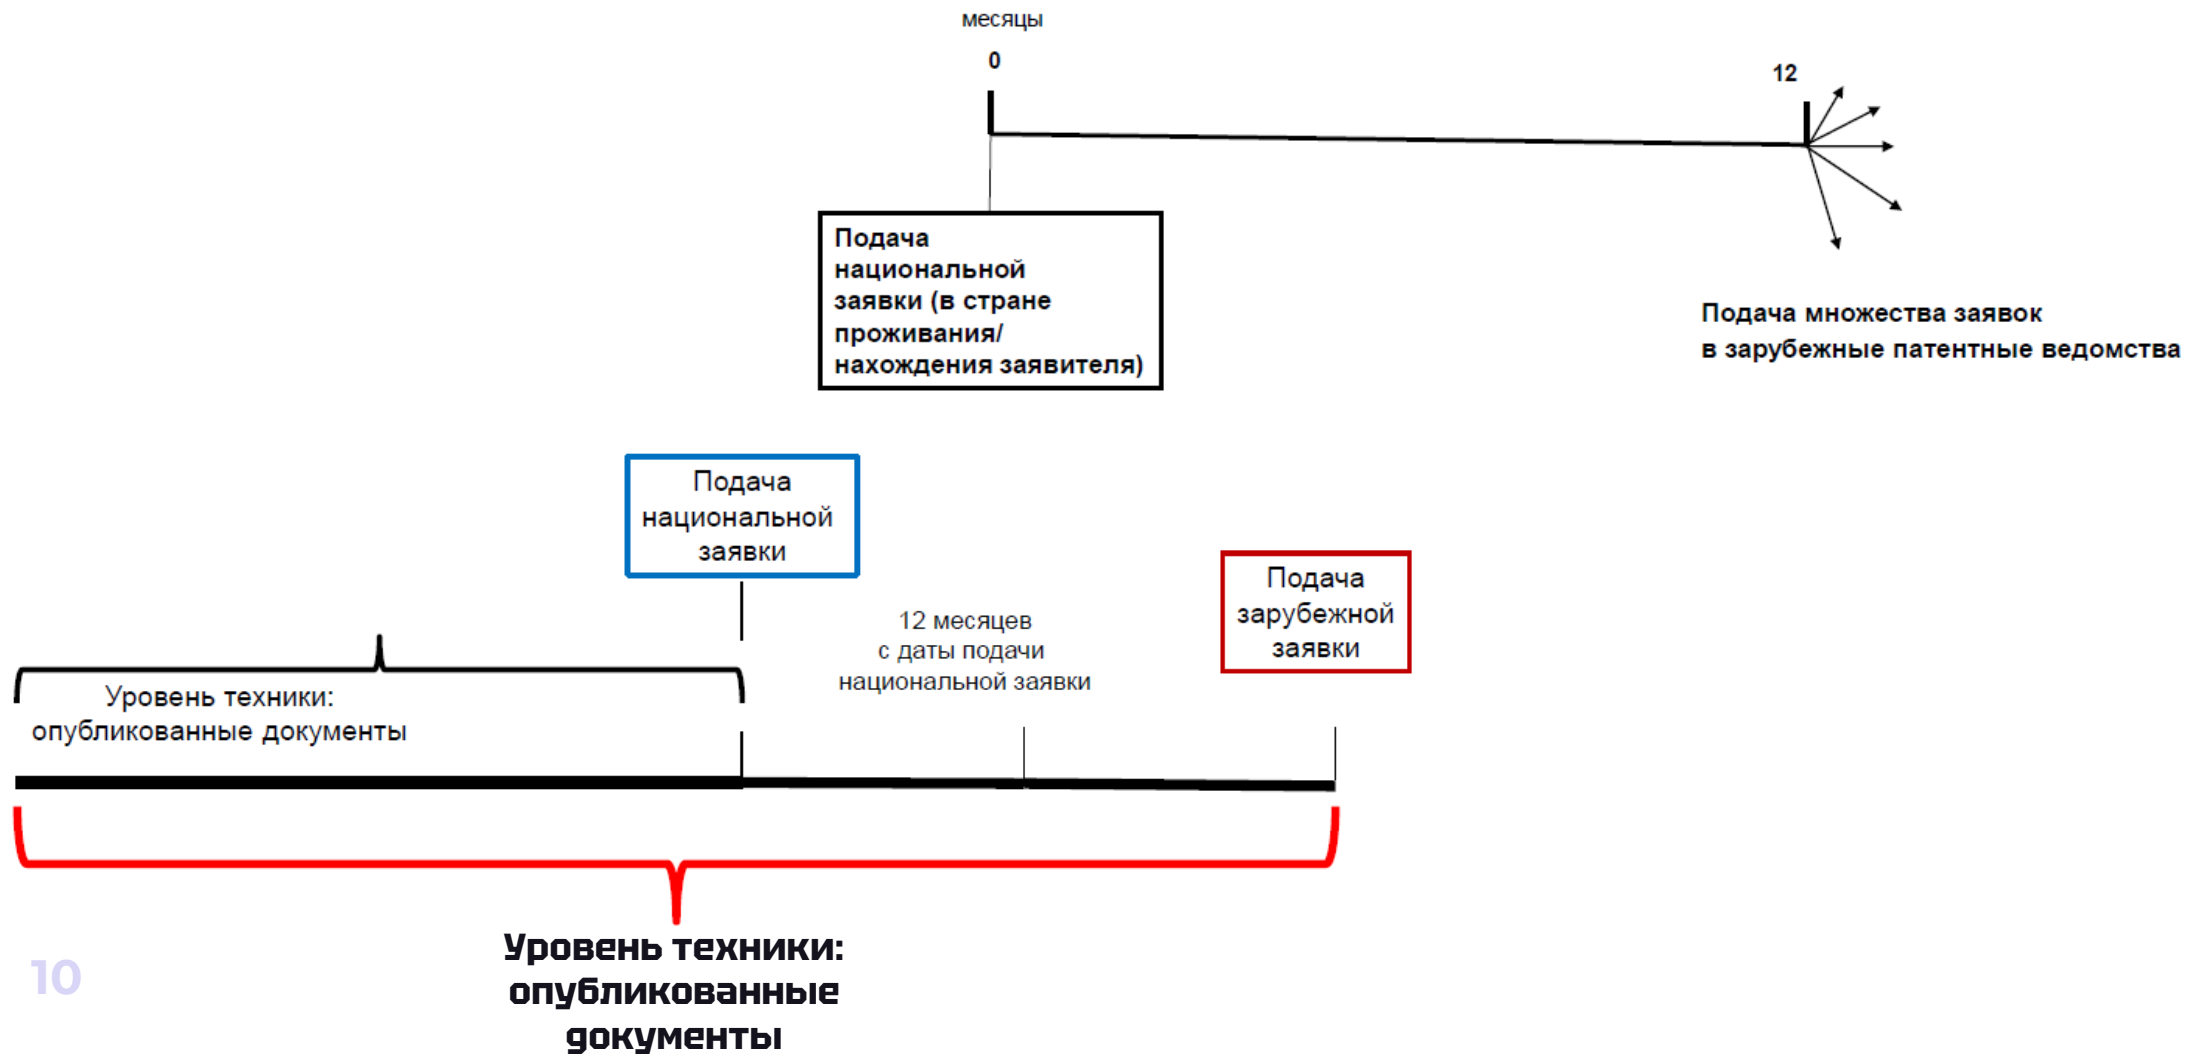 месяцы
0
12
Подача
национальной
заявки (в стране
проживания/
нахождения заявителя)
Подача множества заявок
в зарубежные патентные ведомства
Подача
национальной
заявки
Подача
зарубежной
заявки
12 месяцев
с даты подачи
национальной заявки
Уровень техники:
опубликованные документы
Уровень техники:
опубликованные
документы
10